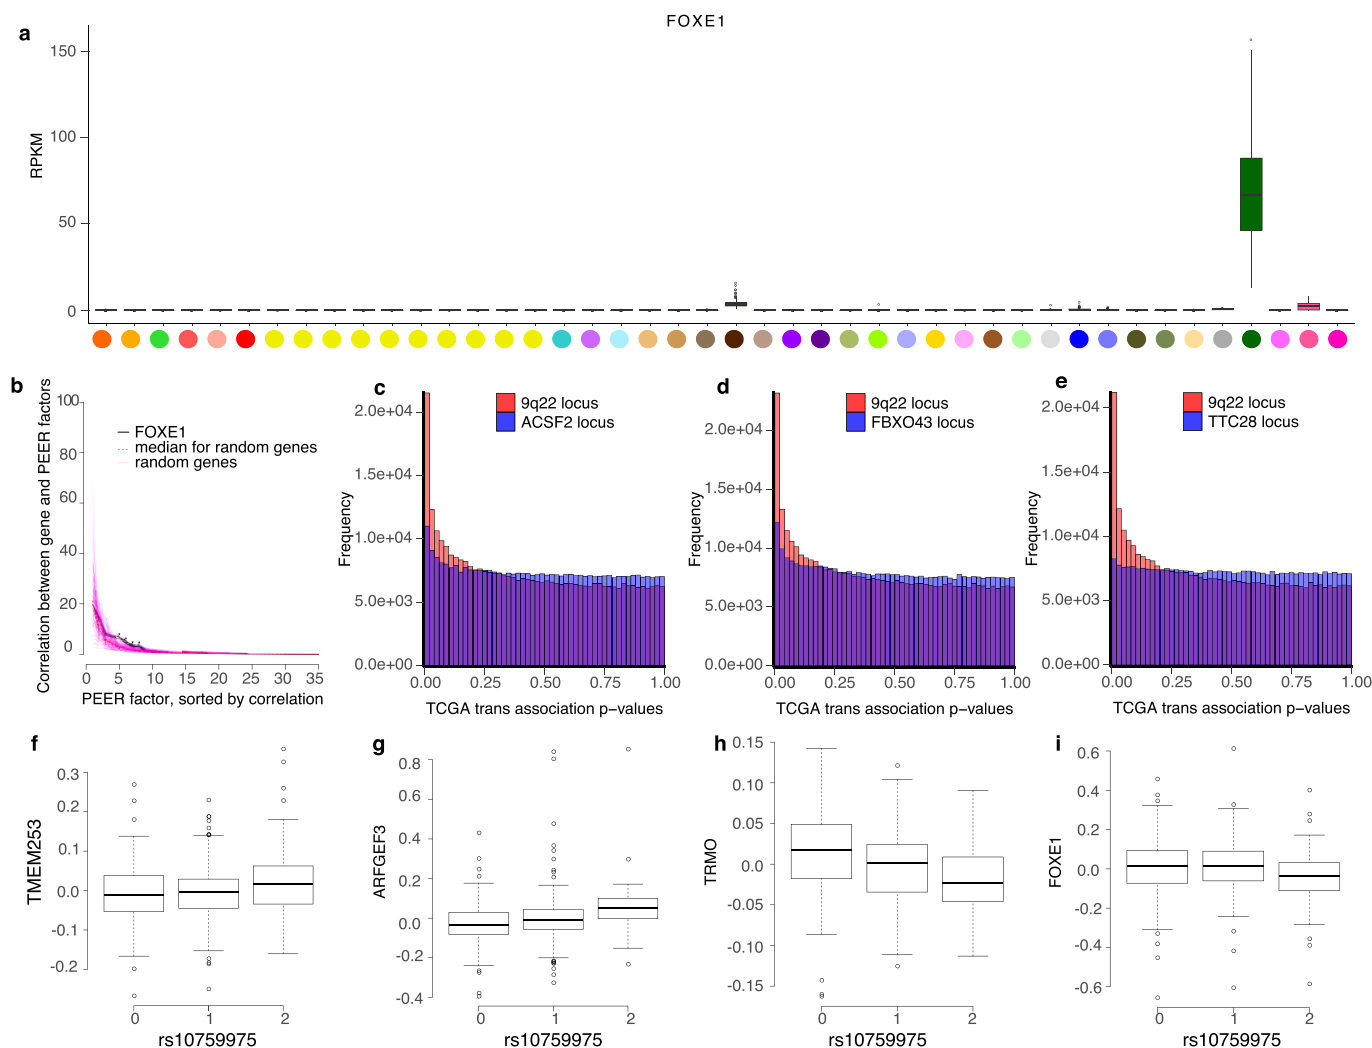 FOXE1
a
RPKM
150
100
50
0
b
Correlation between gene and PEER factors
100
80
60
40
20
0
FOXE1
median for random genes
random genes
0 5 10 15 20 25 30 35
PEER factor, sorted by correlation
c
Frequency
2.0e+04
1.5e+04
1.0e+04
5.0e+03
0.0e+00
9q22 locus
ACSF2 locus
0.00 0.25 0.50 0.75 1.00
TCGA trans association p−values
d
Frequency
2.0e+04
1.5e+04
1.0e+04
5.0e+03
0.0e+00
9q22 locus
FBXO43 locus
0.00 0.25 0.50 0.75 1.00
TCGA trans association p−values
e
Frequency
2.0e+04
1.5e+04
1.0e+04
5.0e+03
0.0e+00
9q22 locus
TTC28 locus
0.00 0.25 0.50 0.75 1.00
TCGA trans association p−values
f
TMEM253
0.3
0.2
0.1
0.0
-0.1
-0.2
0 1 2
rs10759975
g
ARFGEF3
0.8
0.6
0.4
0.2
0.0
-0.2
-0.4
0 1 2
rs10759975
h
TRMO
0.15
0.10
0.05
0.0
-0.05
-0.10
-0.15
0 1 2
rs10759975
i
FOXE1
0.6
0.4
0.2
0.0
-0.2
-0.4
-0.6
0 1 2
rs10759975